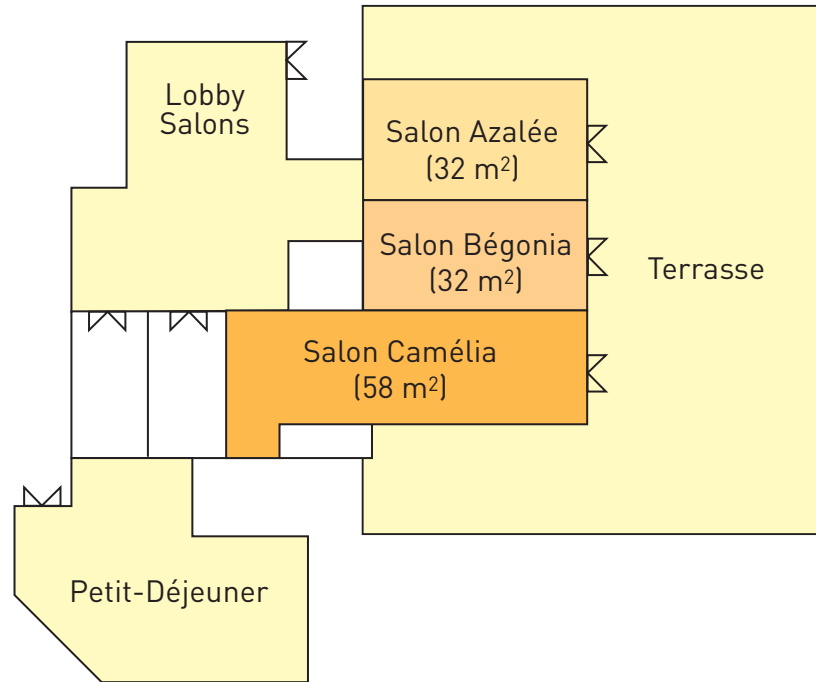 Lobby
Salons
Salon Azalée
(32 m²)
Salon Bégonia
(32 m²)
Terrasse
Salon Camélia
(58 m²)
Petit-Déjeuner